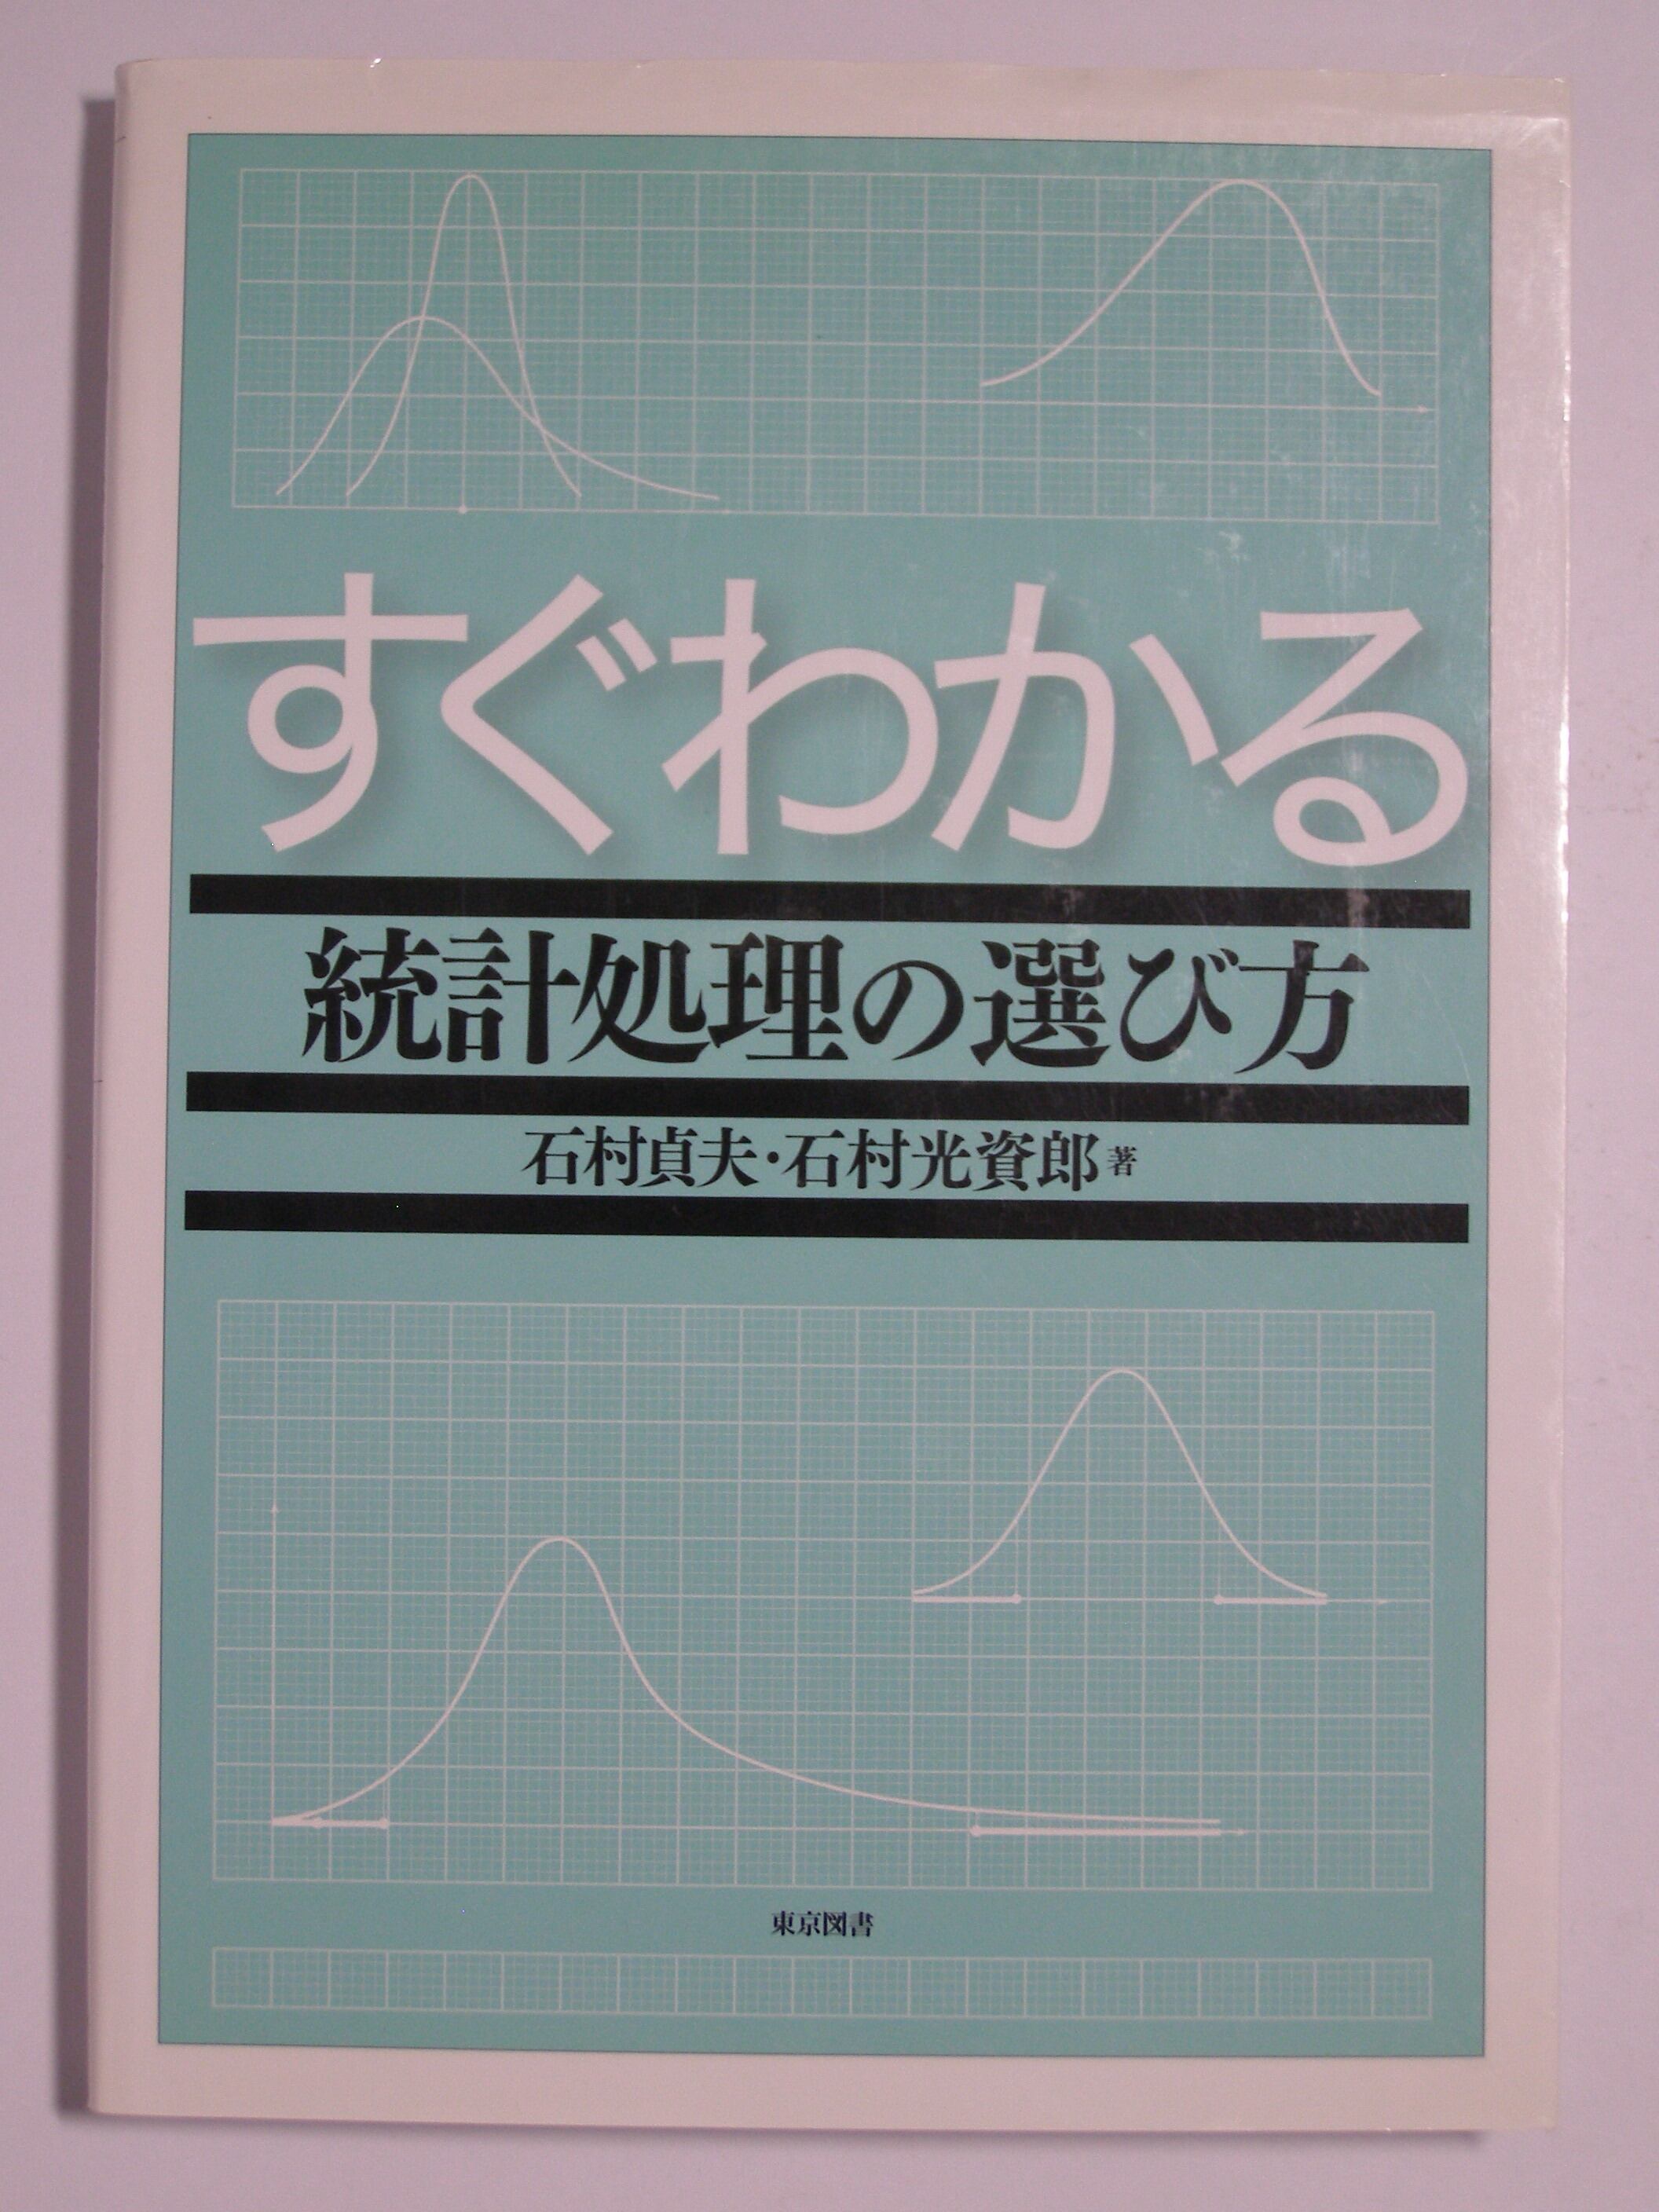 すぐわかる
統計処理の選び方
石村貞夫・石村光資郎 著
東京図書